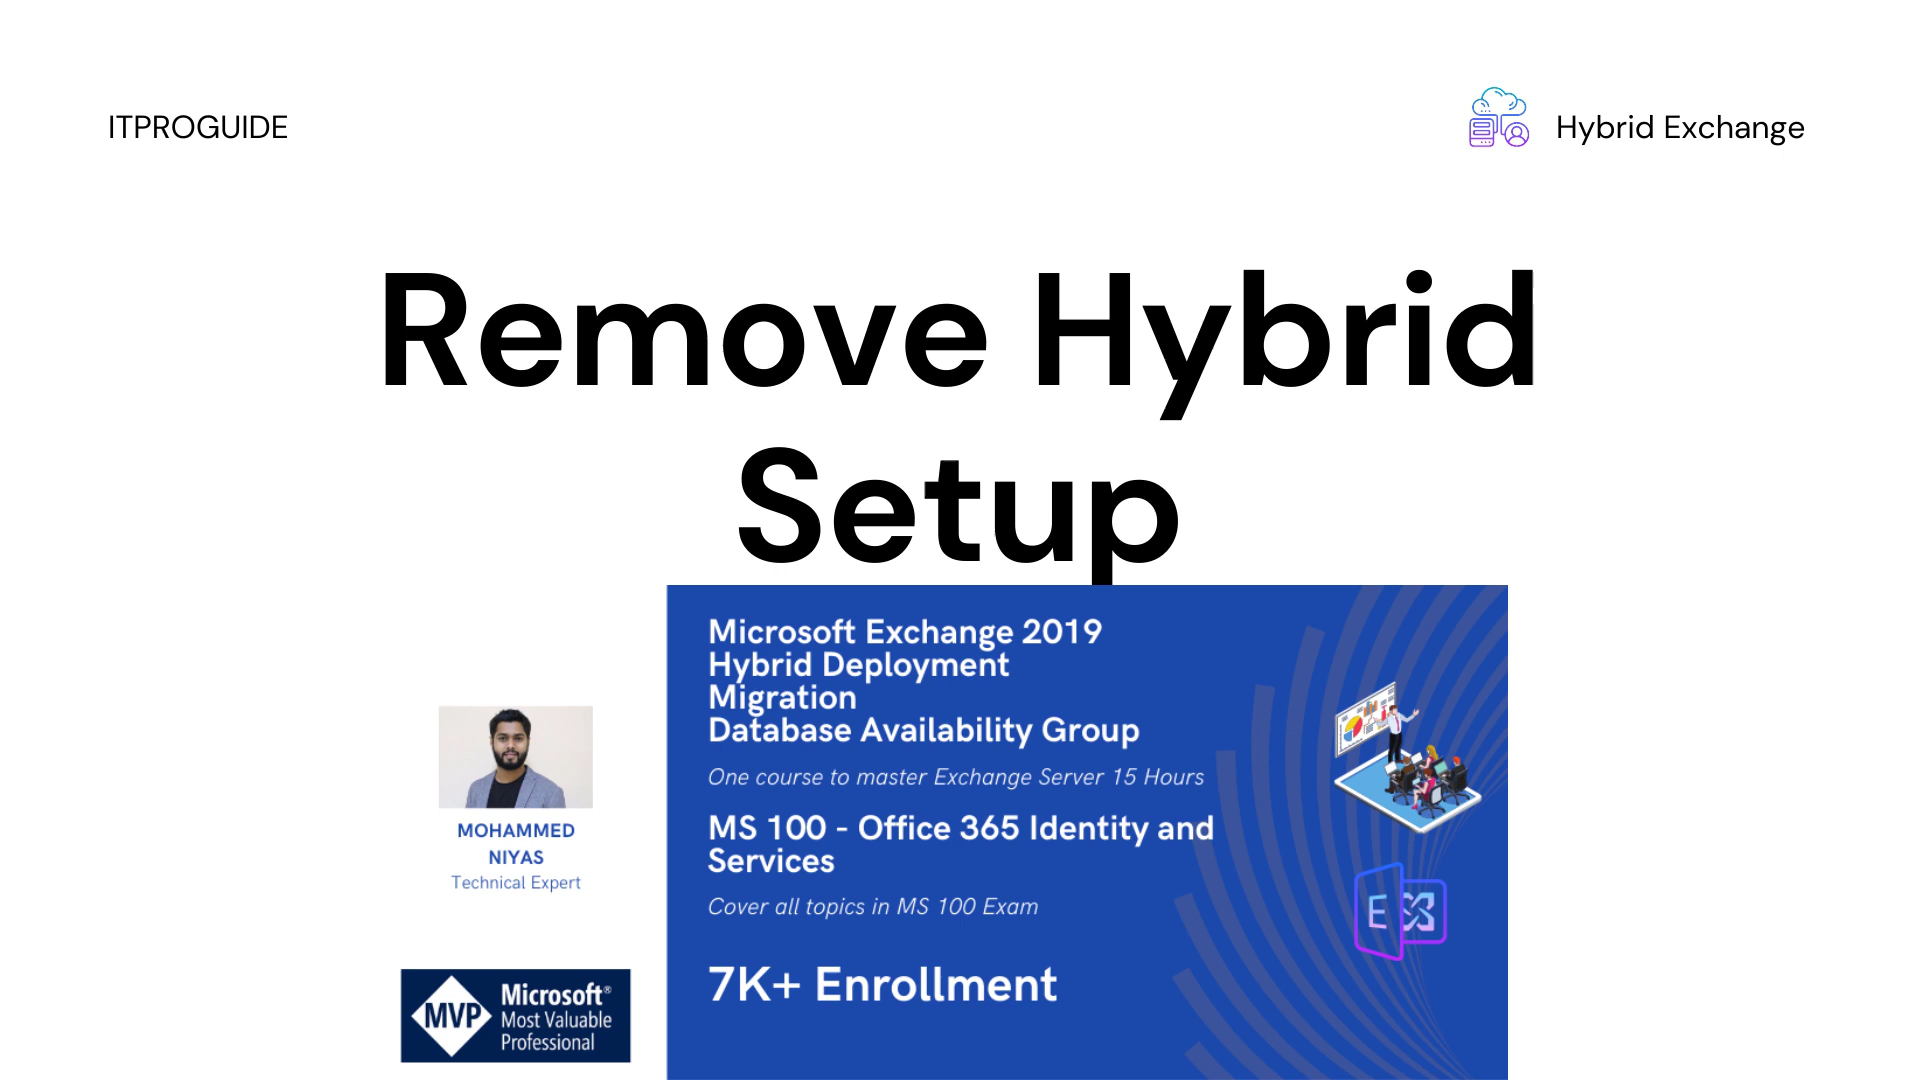 ITPROGUIDE
Hybrid Exchange
Remove Hybrid
Setup
Microsoft Exchange 2019
Hybrid Deployment
Migration
Database Availability Group
One course to master Exchange Server 15 Hours
MS 100 - Office 365 Identity and
Services
Cover all topics in MS 100 Exam
7K+ Enrollment
MOHAMMED
NIYAS
Technical Expert
MVP
Microsoft®
Most Valuable
Professional
E